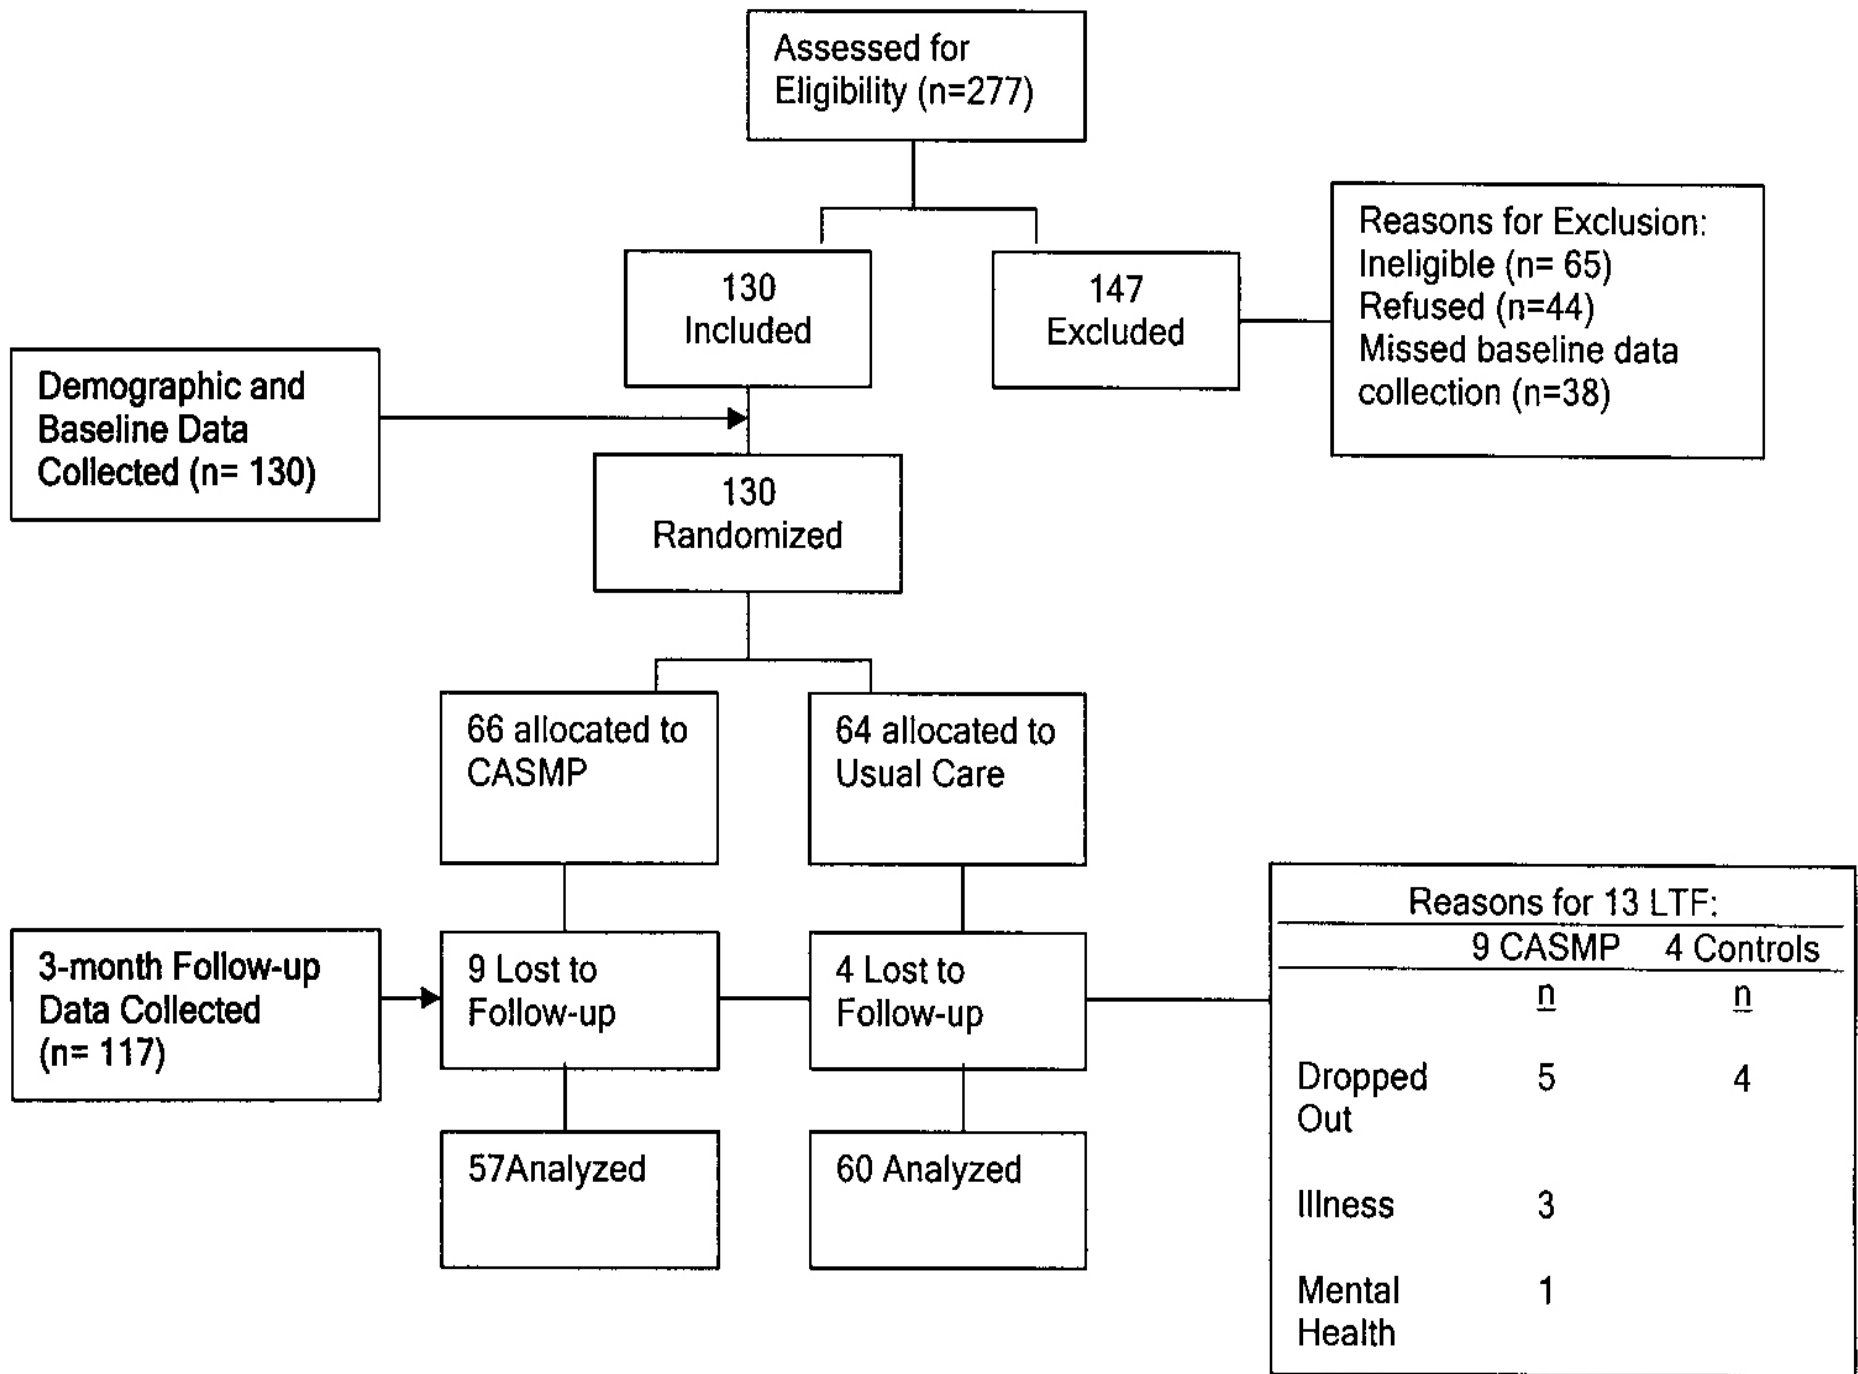 Assessed for
Eligibility (n=277)
130
Included
147
Excluded
Reasons for Exclusion:
Ineligible (n= 65)
Refused (n=44)
Missed baseline data
collection (n=38)
Demographic and
Baseline Data
Collected (n= 130)
130
Randomized
66 allocated to
CASMP
64 allocated to
Usual Care
3-month Follow-up
Data Collected
(n= 117)
9 Lost to
Follow-up
4 Lost to
Follow-up
Reasons for 13 LTF:
9 CASMP 4 Controls
n n
Dropped 5 4
Out
Illness 3
Mental 1
Health
57Analyzed
60 Analyzed